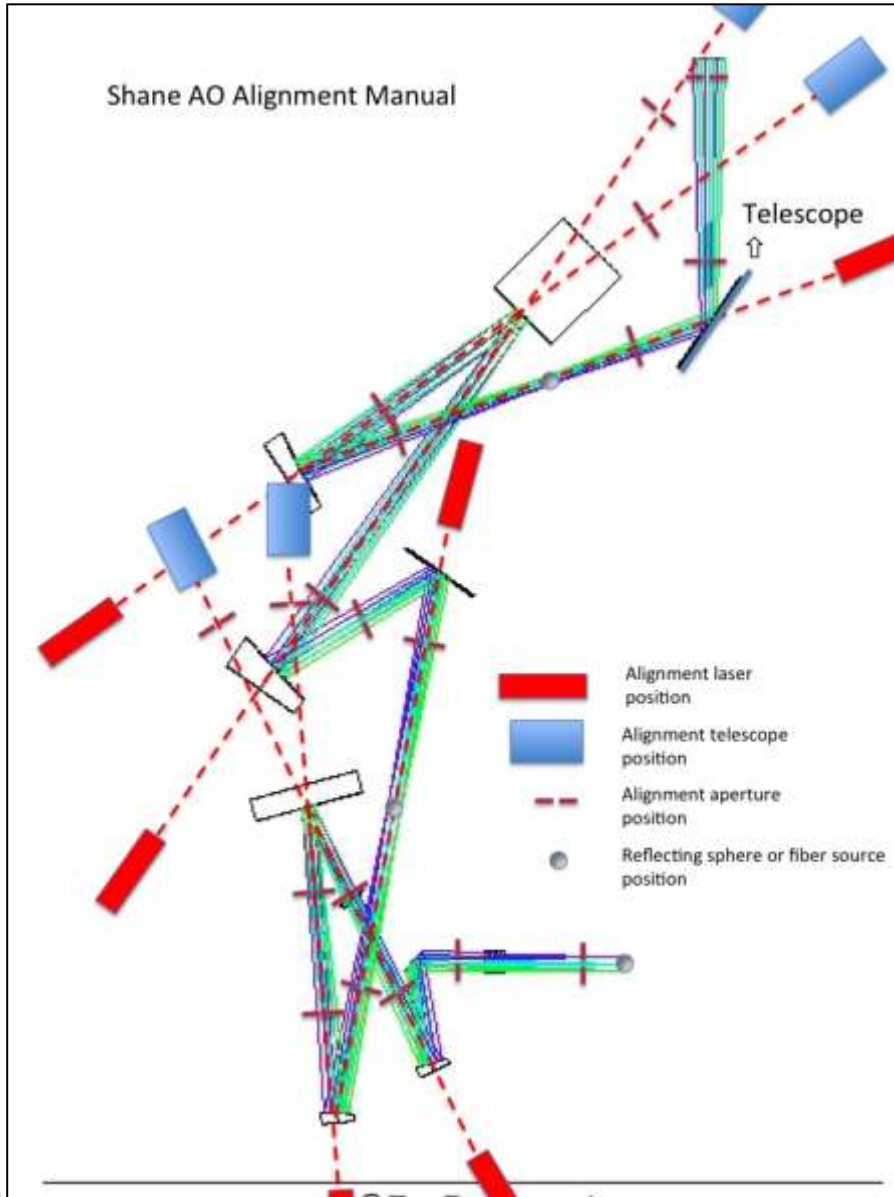 Shane AO Alignment Manual
Telescope
Alignment laser
position
Alignment telescope
position
Alignment aperture
position
Reflecting sphere or fiber source
position